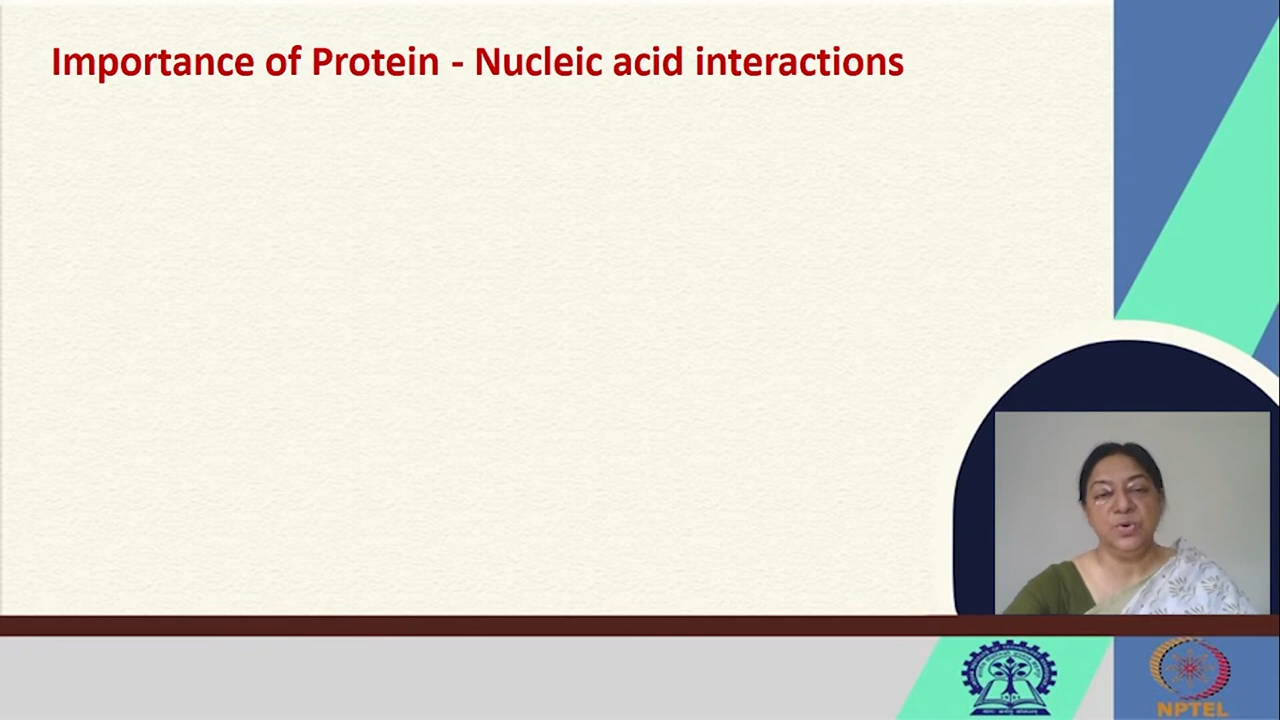 Importance of Protein - Nucleic acid interactions
NPTEL